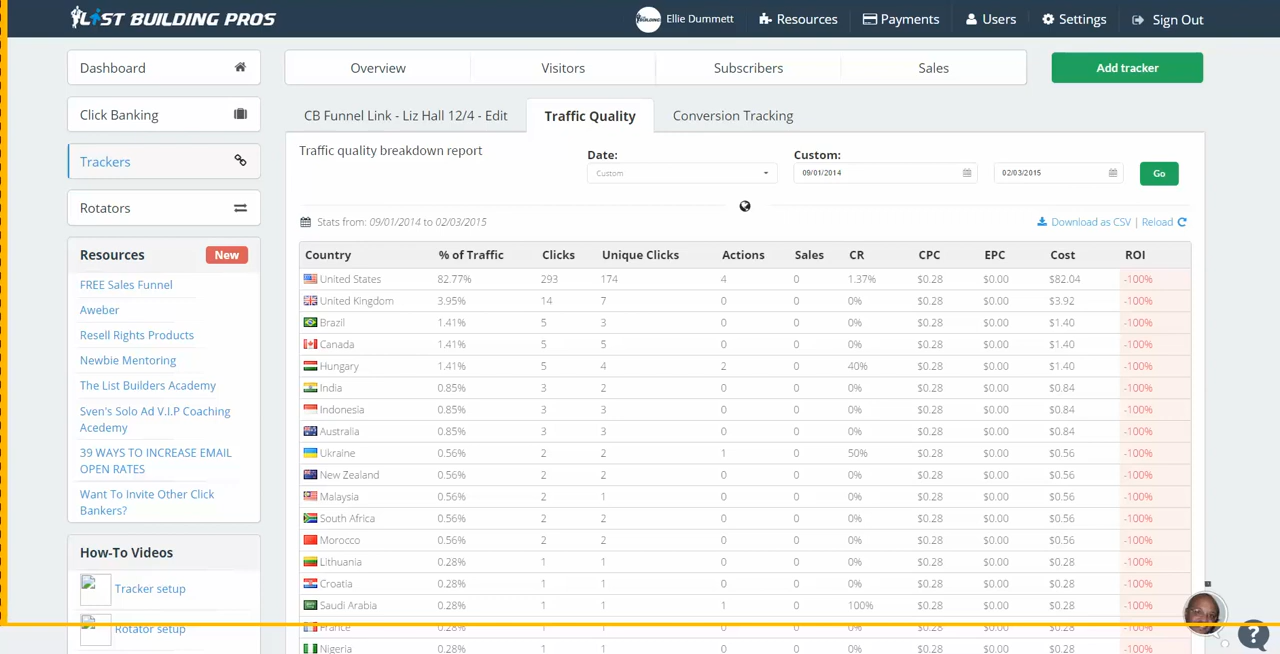 LIST BUILDING PROS
Ellie Dummett
Resources
Payments
Users
Settings
Sign Out
Dashboard
Click Banking
Trackers
Rotators
Resources New
FREE Sales Funnel
Aweber
Resell Rights Products
Newbie Mentoring
The List Builders Academy
Sven's Solo Ad V.I.P Coaching
Acedemy
39 WAYS TO INCREASE EMAIL
OPEN RATES
Want To Invite Other Click
Bankers?
How-To Videos
Tracker setup
Rotator setup
Overview Visitors Subscribers Sales
Add tracker
CB Funnel Link - Liz Hall 12/4 - Edit Traffic Quality Conversion Tracking
Traffic quality breakdown report
Date: Custom:
Custom 09/01/2014 02/03/2015 Go
Stats from: 09/01/2014 to 02/03/2015 Download as CSV | Reload
Country % of Traffic Clicks Unique Clicks Actions Sales CR CPC EPC Cost ROI
United States 82.77% 293 174 4 0 1.37% $0.28 $0.00 $82.04 -100%
United Kingdom 3.95% 14 7 0 0 0% $0.28 $0.00 $3.92 -100%
Brazil 1.41% 5 3 0 0 0% $0.28 $0.00 $1.40 -100%
Canada 1.41% 5 5 0 0 0% $0.28 $0.00 $1.40 -100%
Hungary 1.41% 5 4 2 0 40% $0.28 $0.00 $1.40 -100%
India 0.85% 3 2 0 0 0% $0.28 $0.00 $0.84 -100%
Indonesia 0.85% 3 3 0 0 0% $0.28 $0.00 $0.84 -100%
Australia 0.85% 3 3 0 0 0% $0.28 $0.00 $0.84 -100%
Ukraine 0.56% 2 2 1 0 50% $0.28 $0.00 $0.56 -100%
New Zealand 0.56% 2 2 0 0 0% $0.28 $0.00 $0.56 -100%
Malaysia 0.56% 2 1 0 0 0% $0.28 $0.00 $0.56 -100%
South Africa 0.56% 2 2 0 0 0% $0.28 $0.00 $0.56 -100%
Morocco 0.56% 2 2 0 0 0% $0.28 $0.00 $0.56 -100%
Lithuania 0.28% 1 1 0 0 0% $0.28 $0.00 $0.28 -100%
Croatia 0.28% 1 1 0 0 0% $0.28 $0.00 $0.28 -100%
Saudi Arabia 0.28% 1 1 1 0 100% $0.28 $0.00 $0.28 -100%
France 0.28% 1 1 0 0 0% $0.28 $0.00 $0.28 -100%
Nigeria 0.28% 1 1 0 0 0% $0.28 $0.00 $0.28 -100%
?